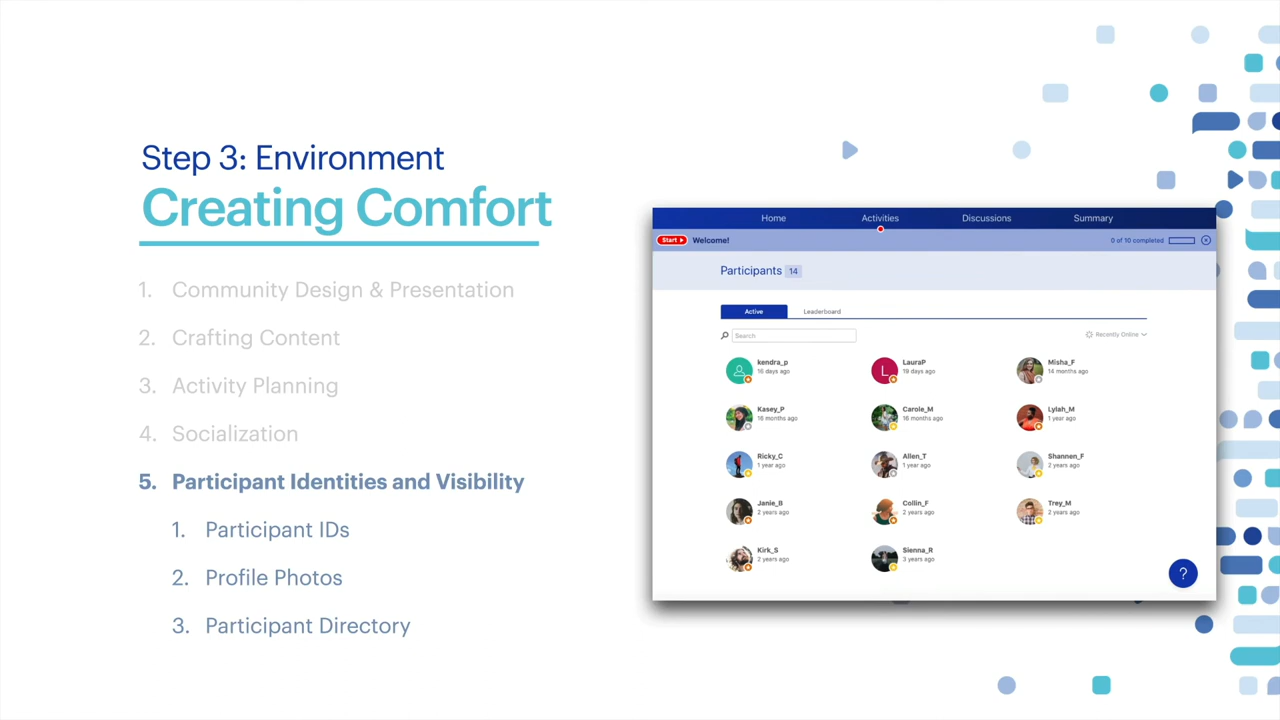 Step 3: Environment
Creating Comfort
1. Community Design & Presentation
2. Crafting Content
3. Activity Planning
4. Socialization
5. Participant Identities and Visibility
1. Participant IDs
2. Profile Photos
3. Participant Directory
Home Activities Discussions Summary
Start Welcome! 0 of 10 completed
Participants 14
Active Leaderboard
Search Recently Online
kendra_p LauraP Misha_F
16 days ago 19 days ago 14 months ago
Kasey_P Carole_M Lylah_M
16 months ago 16 months ago 1 year ago
Ricky_C Allen_T Shannen_F
1 year ago 1 year ago 2 years ago
Janie_B Collin_F Trey_M
2 years ago 2 years ago 2 years ago
Kirk_S Sienna_R
2 years ago 3 years ago
L
?